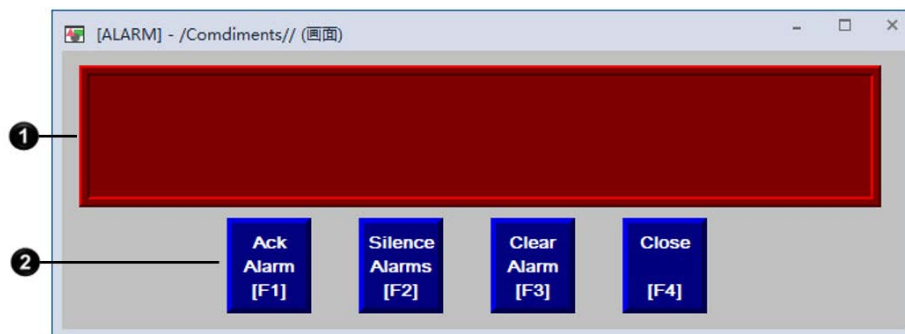 [ALARM] - /Comdiments// (画面)
1
2
Ack
Alarm
[F1]
Silence
Alarms
[F2]
Clear
Alarm
[F3]
Close
[F4]